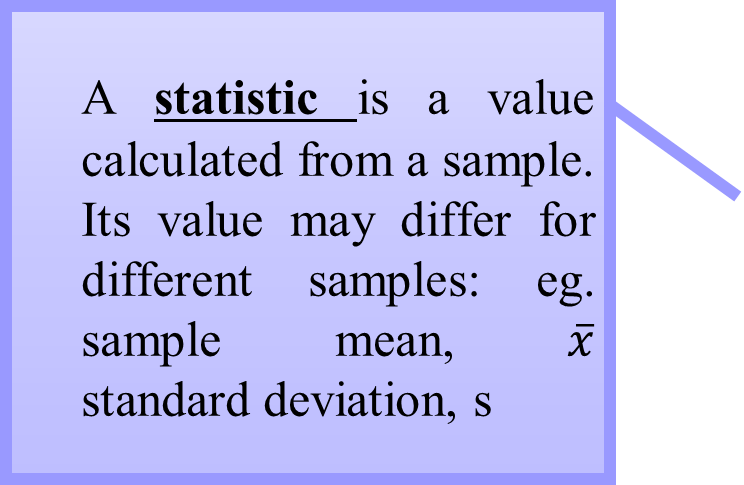 A statistic is a value
calculated from a sample.
Its value may differ for
different samples: eg.
sample mean, x̄
standard deviation, s